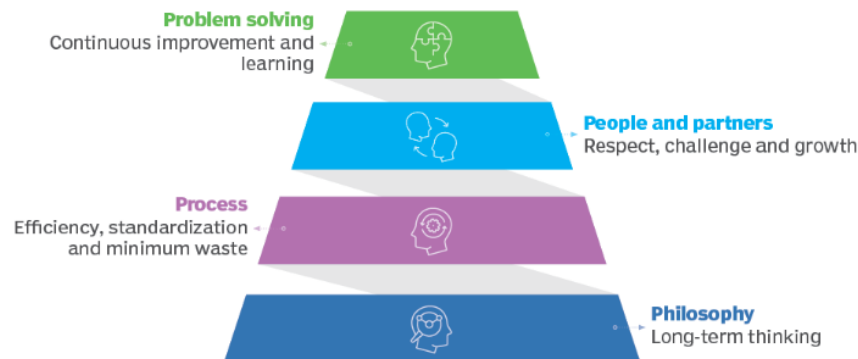 Problem solving
Continuous improvement and
learning
People and partners
Respect, challenge and growth
Process
Efficiency, standardization
and minimum waste
Philosophy
Long-term thinking